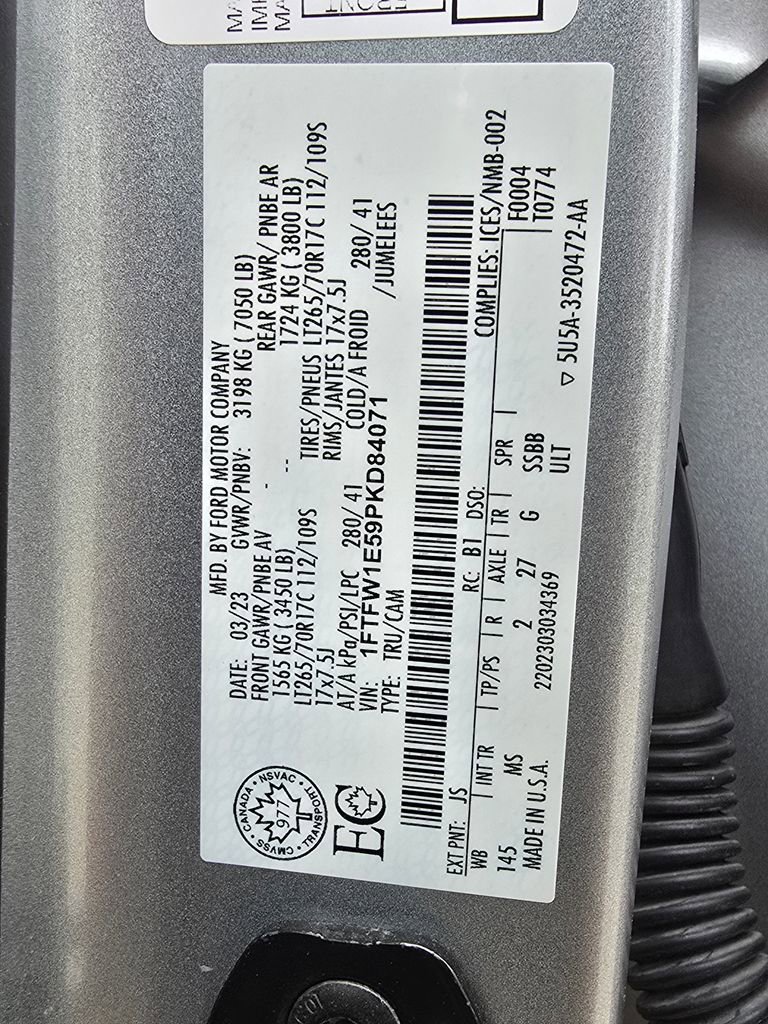 MFD. BY FORD MOTOR COMPANY
DATE: 03/23 GVWR/PNBV: 3198 KG ( 7050 LB)
FRONT GAWR/PNBE AV - REAR GAWR/ PNBE AR
1565 KG ( 3450 LB) -- 1724 KG ( 3800 LB)
LT265/70R17C 112/109S TIRES/PNEUS LT265/70R17C 112/109S
17x7.5J RIMS/JANTES 17x7.5J
AT/A kPa/PSI/LPC 280/ 41 COLD/A FROID 280/ 41
VIN: 1FTFW1E59PKD84071 /JUMELEES
TYPE: TRU/CAM
CANADA • NSVAC • TRANSPORT • CMVSS •
977
EC
COMPLIES: ICES/NMB-002
EXT PNT: JS RC: B1 DSO: F0004
WB INT TR TP/PS R AXLE TR SPR T0774
145 MS 2 27 G SSBB
MADE IN U.S.A. 2202303034369 ULT
▽ 5U5A-3520472-AA
FRONT